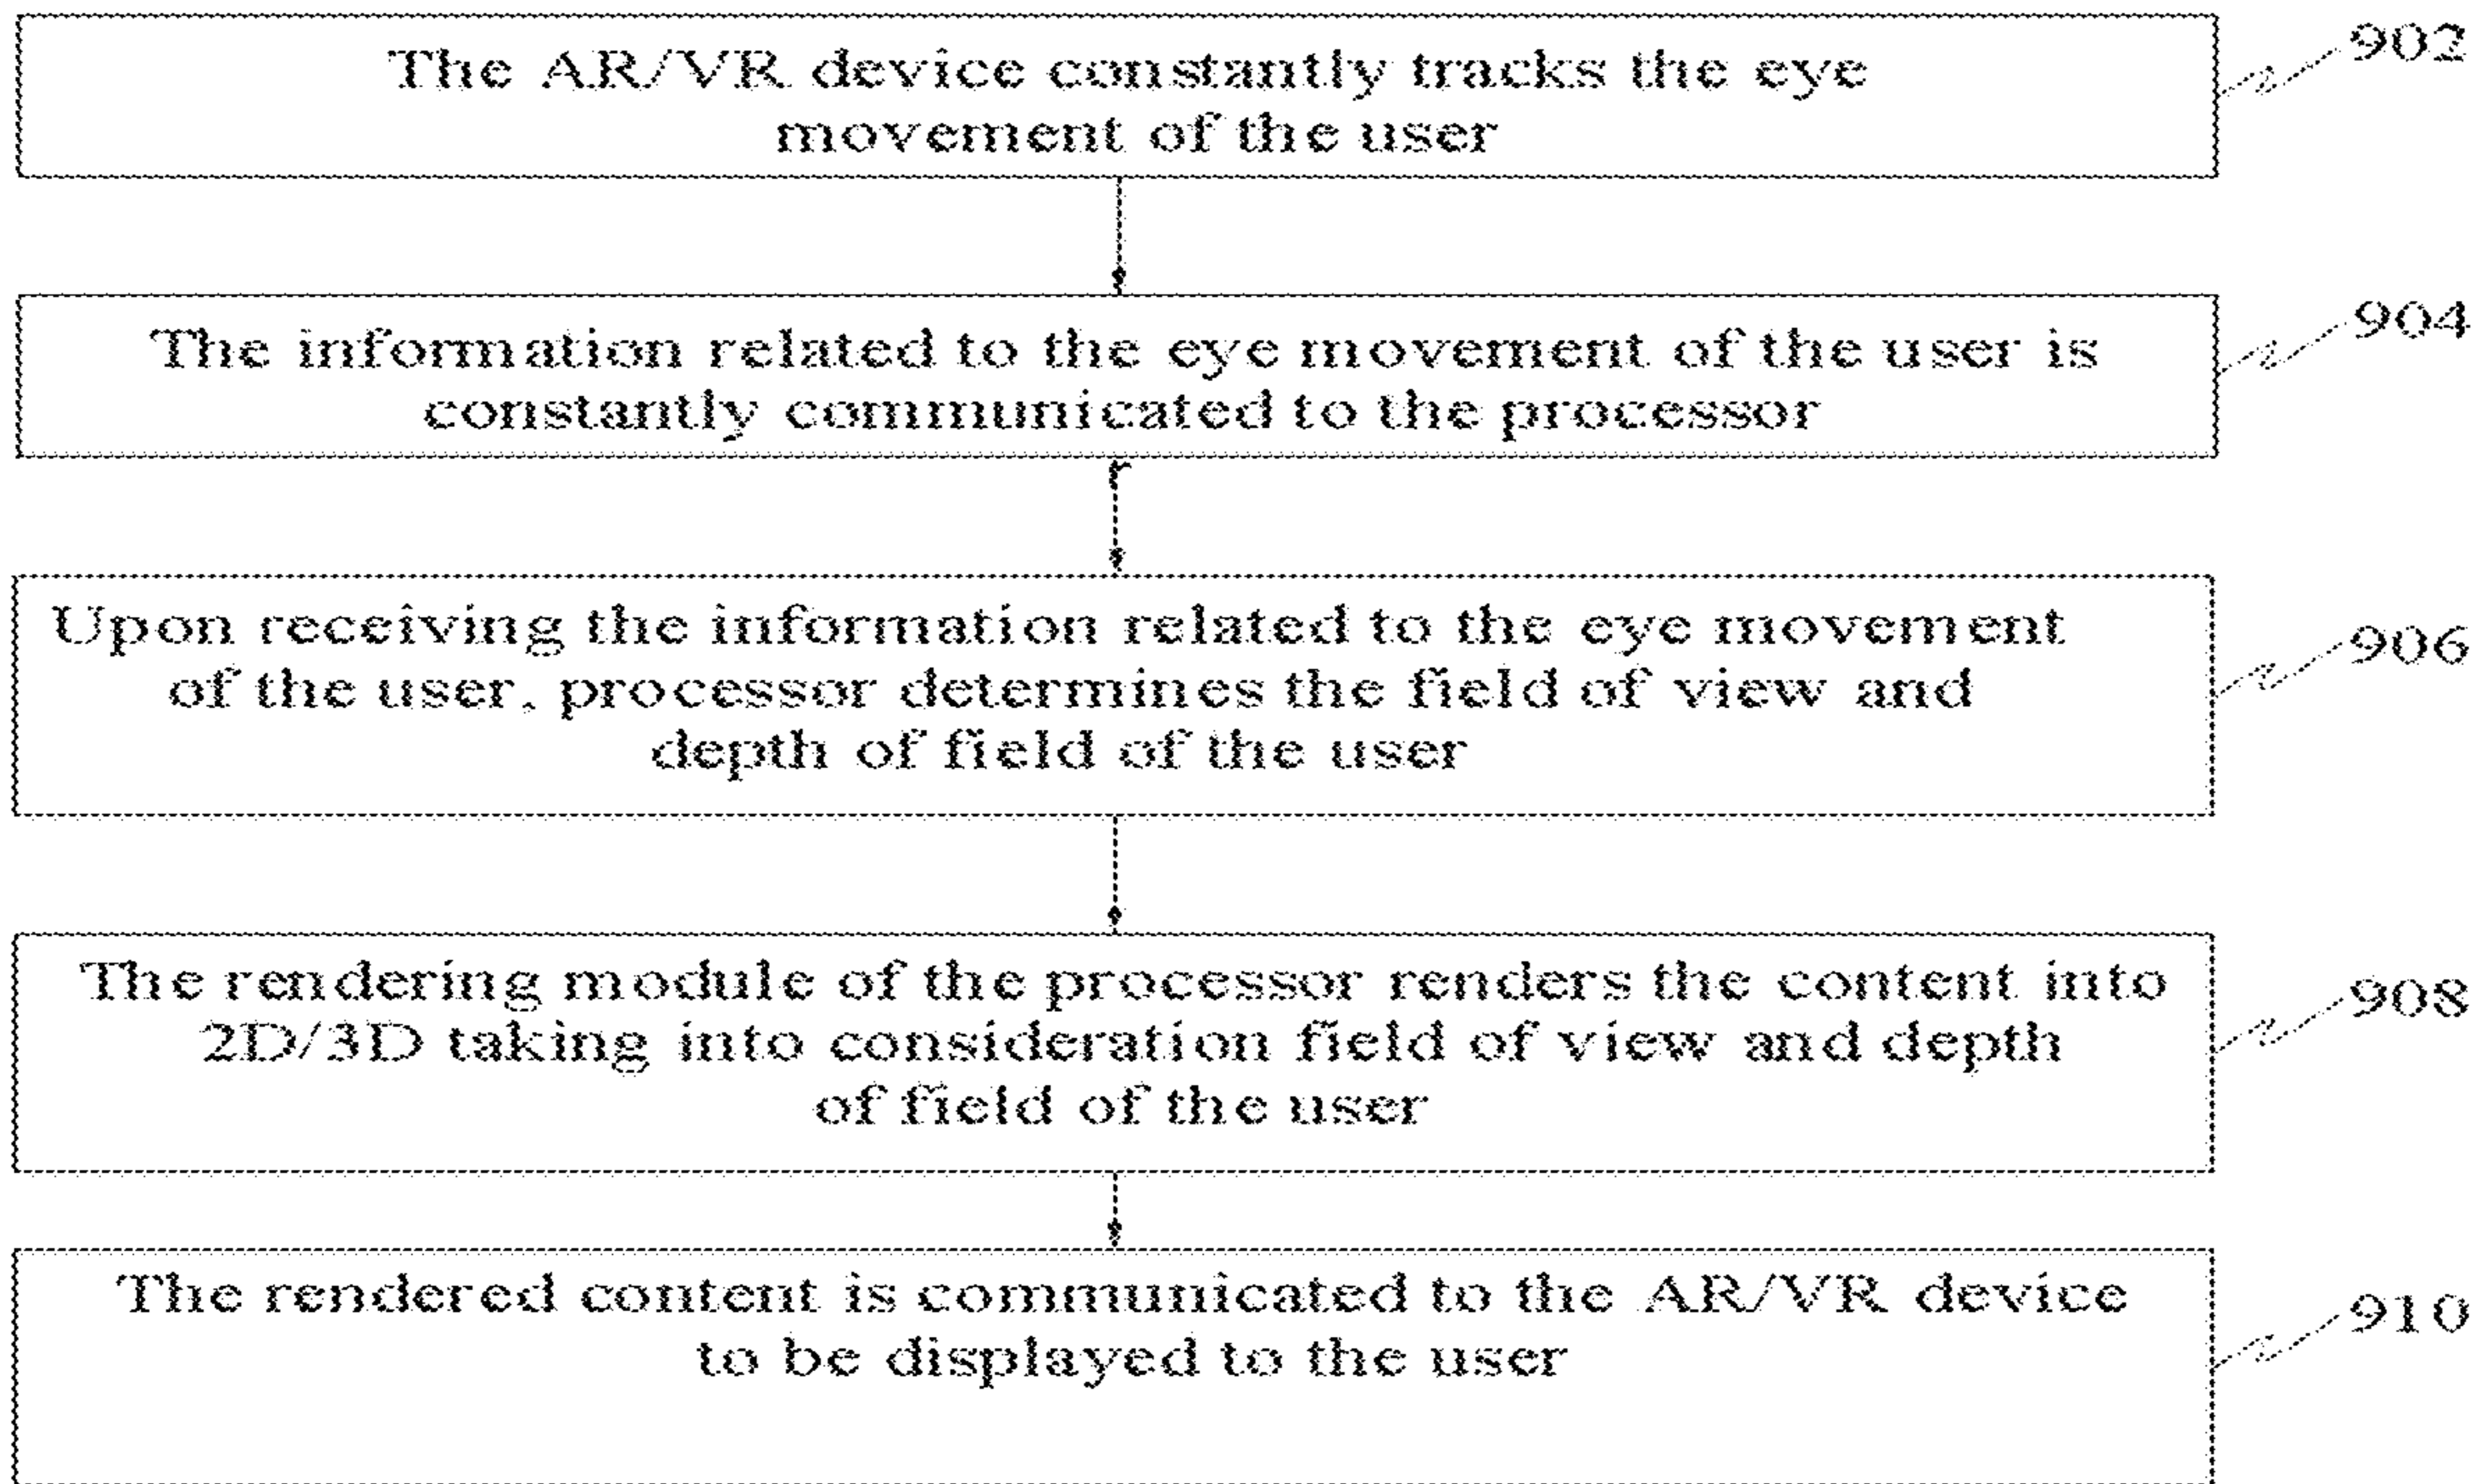 The AR/VR device constantly tracks the eye
movement of the user
902
The information related to the eye movement of the user is
constantly communicated to the processor
904
Upon receiving the information related to the eye movement
of the user, processor determines the field of view and
depth of field of the user
906
The rendering module of the processor renders the content into
2D/3D taking into consideration field of view and depth
of field of the user
908
The rendered content is communicated to the AR/VR device
to be displayed to the user
910